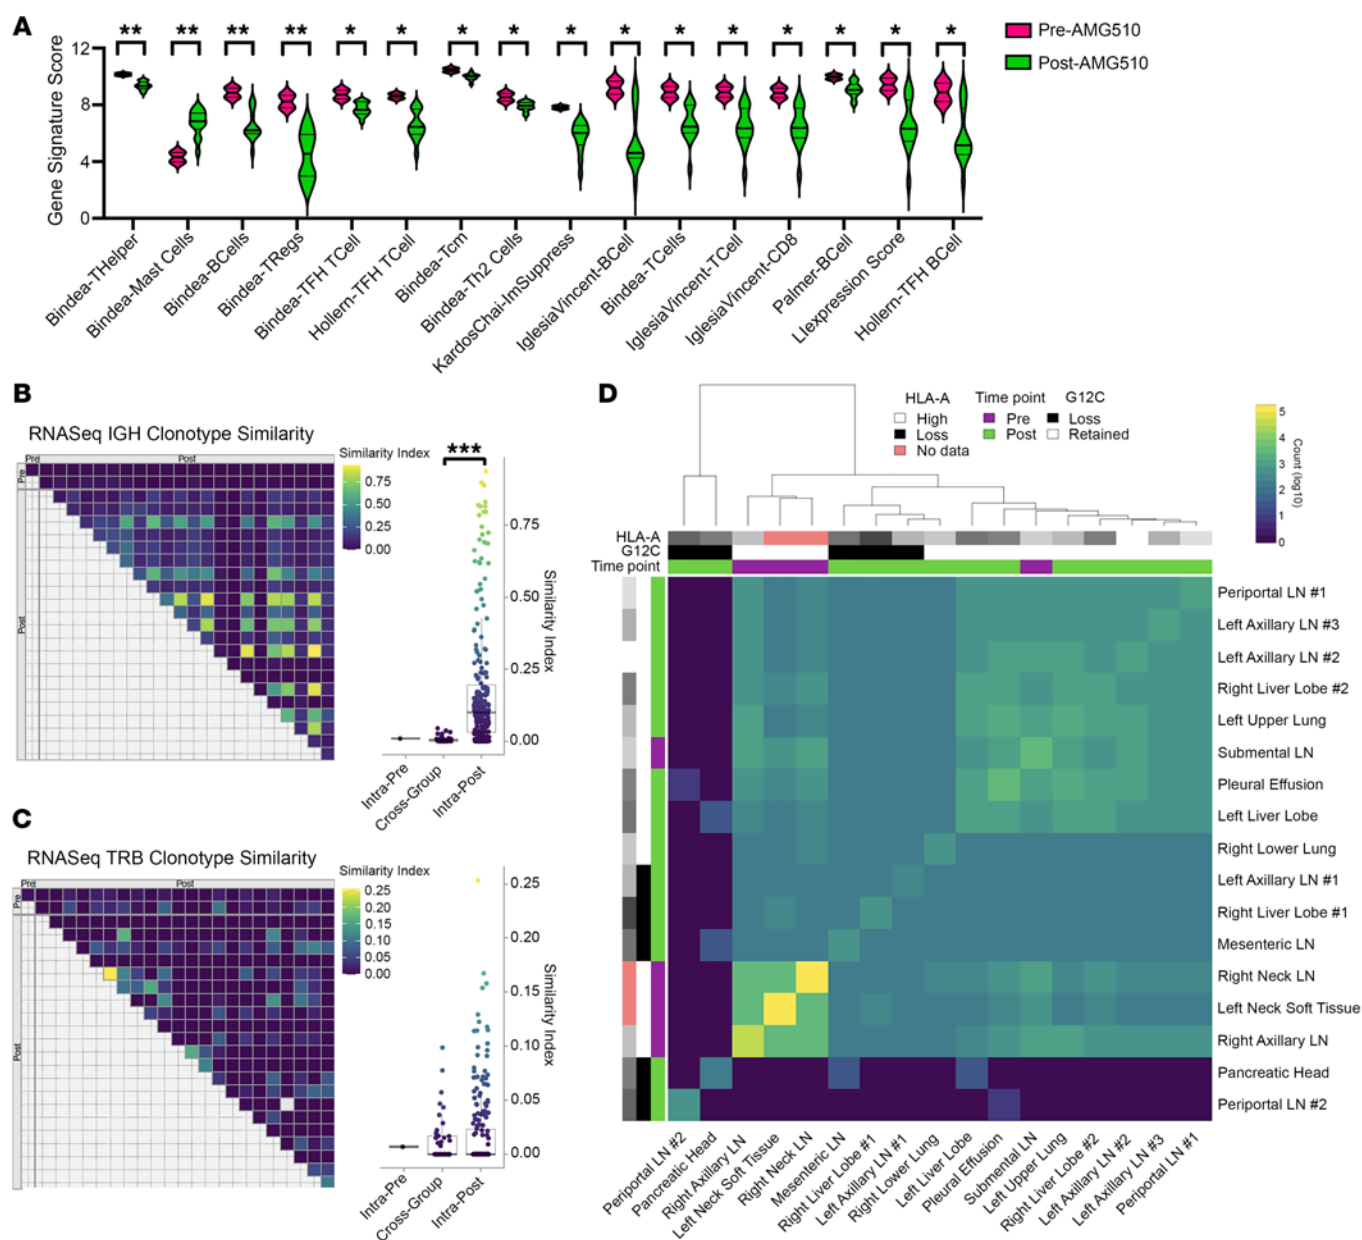 A
Pre-AMG510
Post-AMG510
** ** ** ** * * * * * * * * * * * *
Gene Signature Score
12
8
4
0
Bindea-THelper
Bindea-Mast Cells
Bindea-BCells
Bindea-TRegs
Bindea-TFH TCell
Hollern-TFH TCell
Bindea-Tcm
Bindea-Th2 Cells
KardosChai-ImSuppress
IglesiaVincent-BCell
Bindea-TCells
IglesiaVincent-TCell
IglesiaVincent-CD8
Palmer-BCell
LIexpression Score
Hollern-TFH BCell
B
RNASeq IGH Clonotype Similarity
Pre
Post
Pre
Post
Similarity Index
0.75
0.50
0.25
0.00
***
0.75
0.50
0.25
0.00
Similarity Index
Intra-Pre
Cross-Group
Intra-Post
C
RNASeq TRB Clonotype Similarity
Pre
Post
Pre
Post
Similarity Index
0.25
0.20
0.15
0.10
0.05
0.00
0.25
0.20
0.15
0.10
0.05
0.00
Similarity Index
Intra-Pre
Cross-Group
Intra-Post
D
HLA-A
High
Loss
No data
Time point
Pre
Post
G12C
Loss
Retained
5
4
3
2
1
0
Count (log10)
HLA-A
G12C
Time point
Periportal LN #1
Left Axillary LN #3
Left Axillary LN #2
Right Liver Lobe #2
Left Upper Lung
Submental LN
Pleural Effusion
Left Liver Lobe
Right Lower Lung
Left Axillary LN #1
Right Liver Lobe #1
Mesenteric LN
Right Neck LN
Left Neck Soft Tissue
Right Axillary LN
Pancreatic Head
Periportal LN #2
Periportal LN #2
Pancreatic Head
Right Axillary LN
Left Neck Soft Tissue
Right Neck LN
Mesenteric LN
Right Liver Lobe #1
Left Axillary LN #1
Right Lower Lung
Left Liver Lobe
Pleural Effusion
Submental LN
Left Upper Lung
Right Liver Lobe #2
Left Axillary LN #2
Left Axillary LN #3
Periportal LN #1